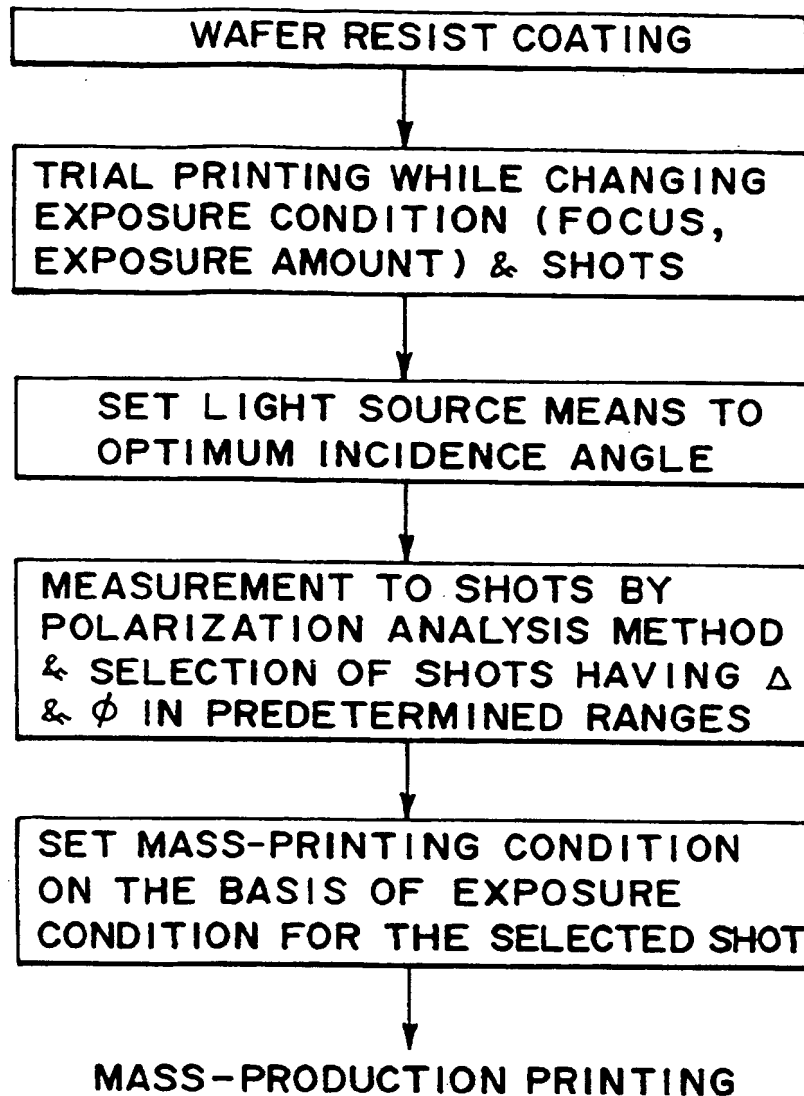 WAFER RESIST COATING
TRIAL PRINTING WHILE CHANGING
EXPOSURE CONDITION (FOCUS,
EXPOSURE AMOUNT) & SHOTS
SET LIGHT SOURCE MEANS TO
OPTIMUM INCIDENCE ANGLE
MEASUREMENT TO SHOTS BY
POLARIZATION ANALYSIS METHOD
& SELECTION OF SHOTS HAVING Δ
& ϕ IN PREDETERMINED RANGES
SET MASS-PRINTING CONDITION
ON THE BASIS OF EXPOSURE
CONDITION FOR THE SELECTED SHOT
MASS-PRODUCTION PRINTING